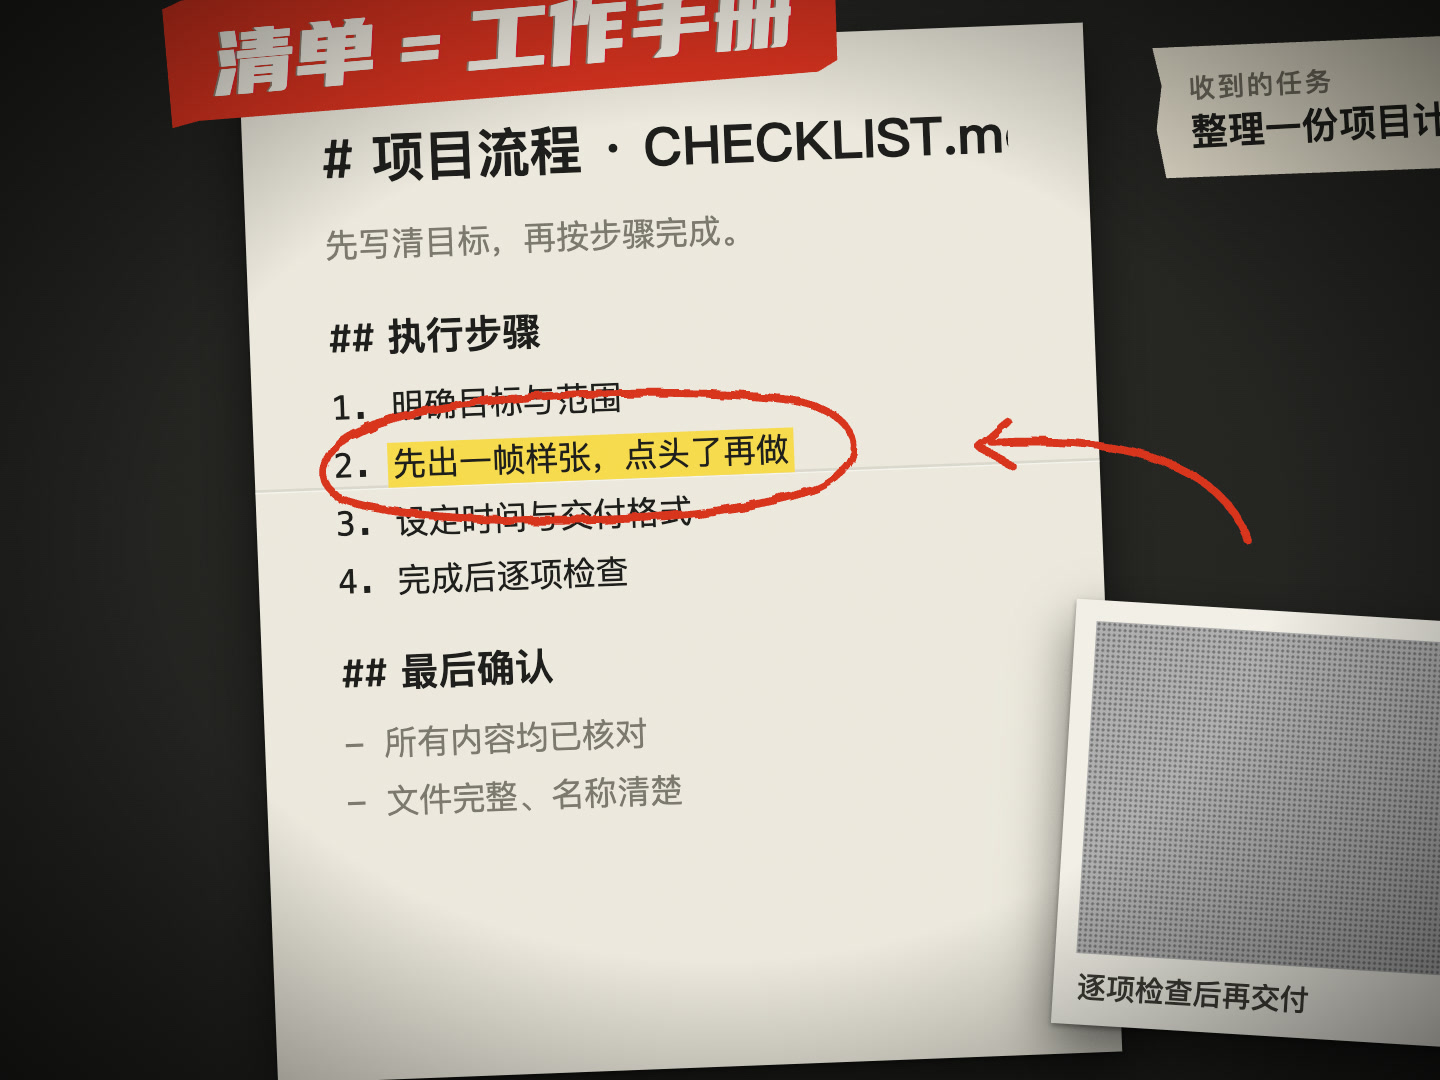 清单 = 工作手册
# 项目流程 · CHECKLIST.m
先写清目标，再按步骤完成。
## 执行步骤
1. 明确目标与范围
2. 先出一帧样张，点头了再做
3. 设定时间与交付格式
4. 完成后逐项检查
## 最后确认
– 所有内容均已核对
– 文件完整、名称清楚
收到的任务
整理一份项目计
逐项检查后再交付